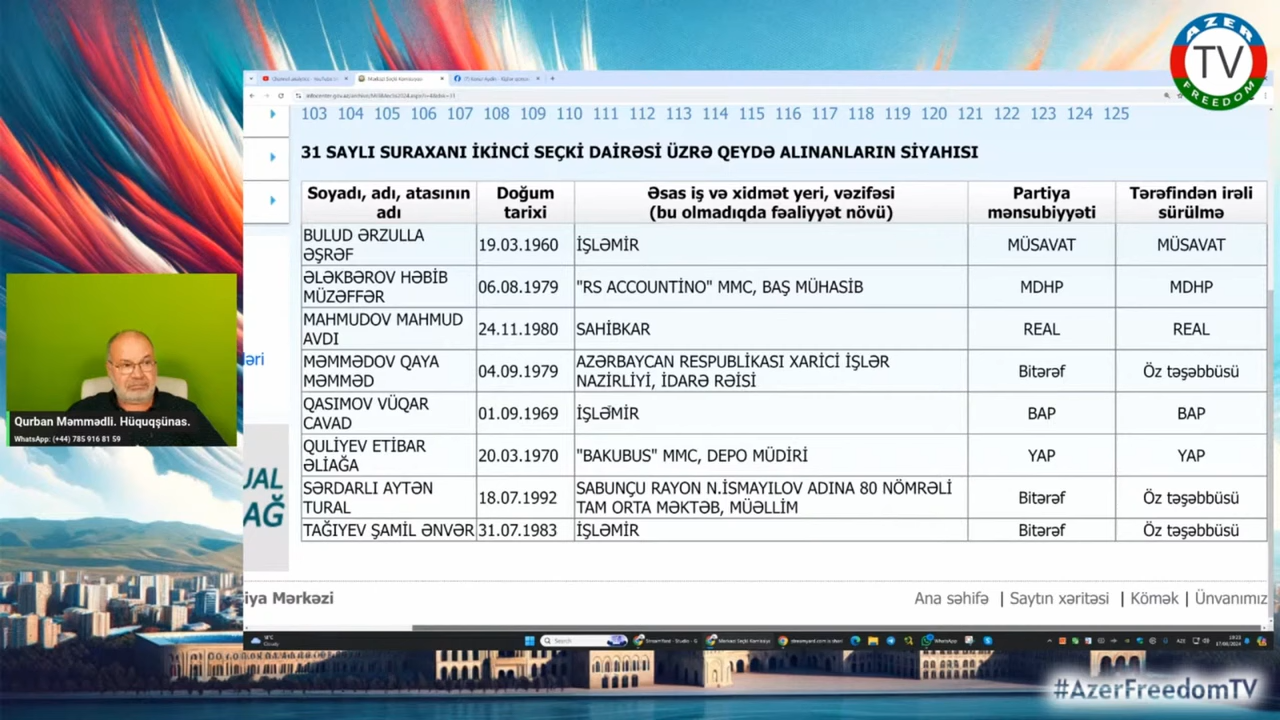 AZER
TV
FREEDOM
103 104 105 106 107 108 109 110 111 112 113 114 115 116 117 118 119 120 121 122 123 124 125
31 SAYLI SURAXANI İKİNCİ SEÇKİ DAİRƏSİ ÜZRƏ QEYDƏ ALINANLARIN SİYAHISI
Soyadı, adı, atasının adı Doğum tarixi Əsas iş və xidmət yeri, vəzifəsi (bu olmadıqda fəaliyyət növü) Partiya mənsubiyyəti Tərəfindən irəli sürülmə
BULUD ƏRZULLA ƏŞRƏF 19.03.1960 İŞLƏMİR MÜSAVAT MÜSAVAT
ƏLƏKBƏROV HƏBİB MÜZƏFFƏR 06.08.1979 "RS ACCOUNTİNO" MMC, BAŞ MÜHASİB MDHP MDHP
MAHMUDOV MAHMUD AVDI 24.11.1980 SAHİBKAR REAL REAL
MƏMMƏDOV QAYA MƏMMƏD 04.09.1979 AZƏRBAYCAN RESPUBLİKASI XARİCİ İŞLƏR NAZİRLİYİ, İDARƏ RƏİSİ Bitərəf Öz təşəbbüsü
QASIMOV VÜQAR CAVAD 01.09.1969 İŞLƏMİR BAP BAP
QULİYEV ETİBAR ƏLİAĞA 20.03.1970 "BAKUBUS" MMC, DEPO MÜDİRİ YAP YAP
SƏRDARLI AYTƏN TURAL 18.07.1992 SABUNÇU RAYON N.İSMAYILOV ADINA 80 NÖMRƏLİ TAM ORTA MƏKTƏB, MÜƏLLİM Bitərəf Öz təşəbbüsü
TAĞIYEV ŞAMİL ƏNVƏR 31.07.1983 İŞLƏMİR Bitərəf Öz təşəbbüsü
ləri
UAL
AĞ
iya Mərkəzi
Ana səhifə | Saytın xəritəsi | Kömək | Ünvanımız
Qurban Məmmədli. Hüquqşünas.
WhatsApp: (+44) 785 916 81 59
Search
WhatsApp
#AzerFreedomTV